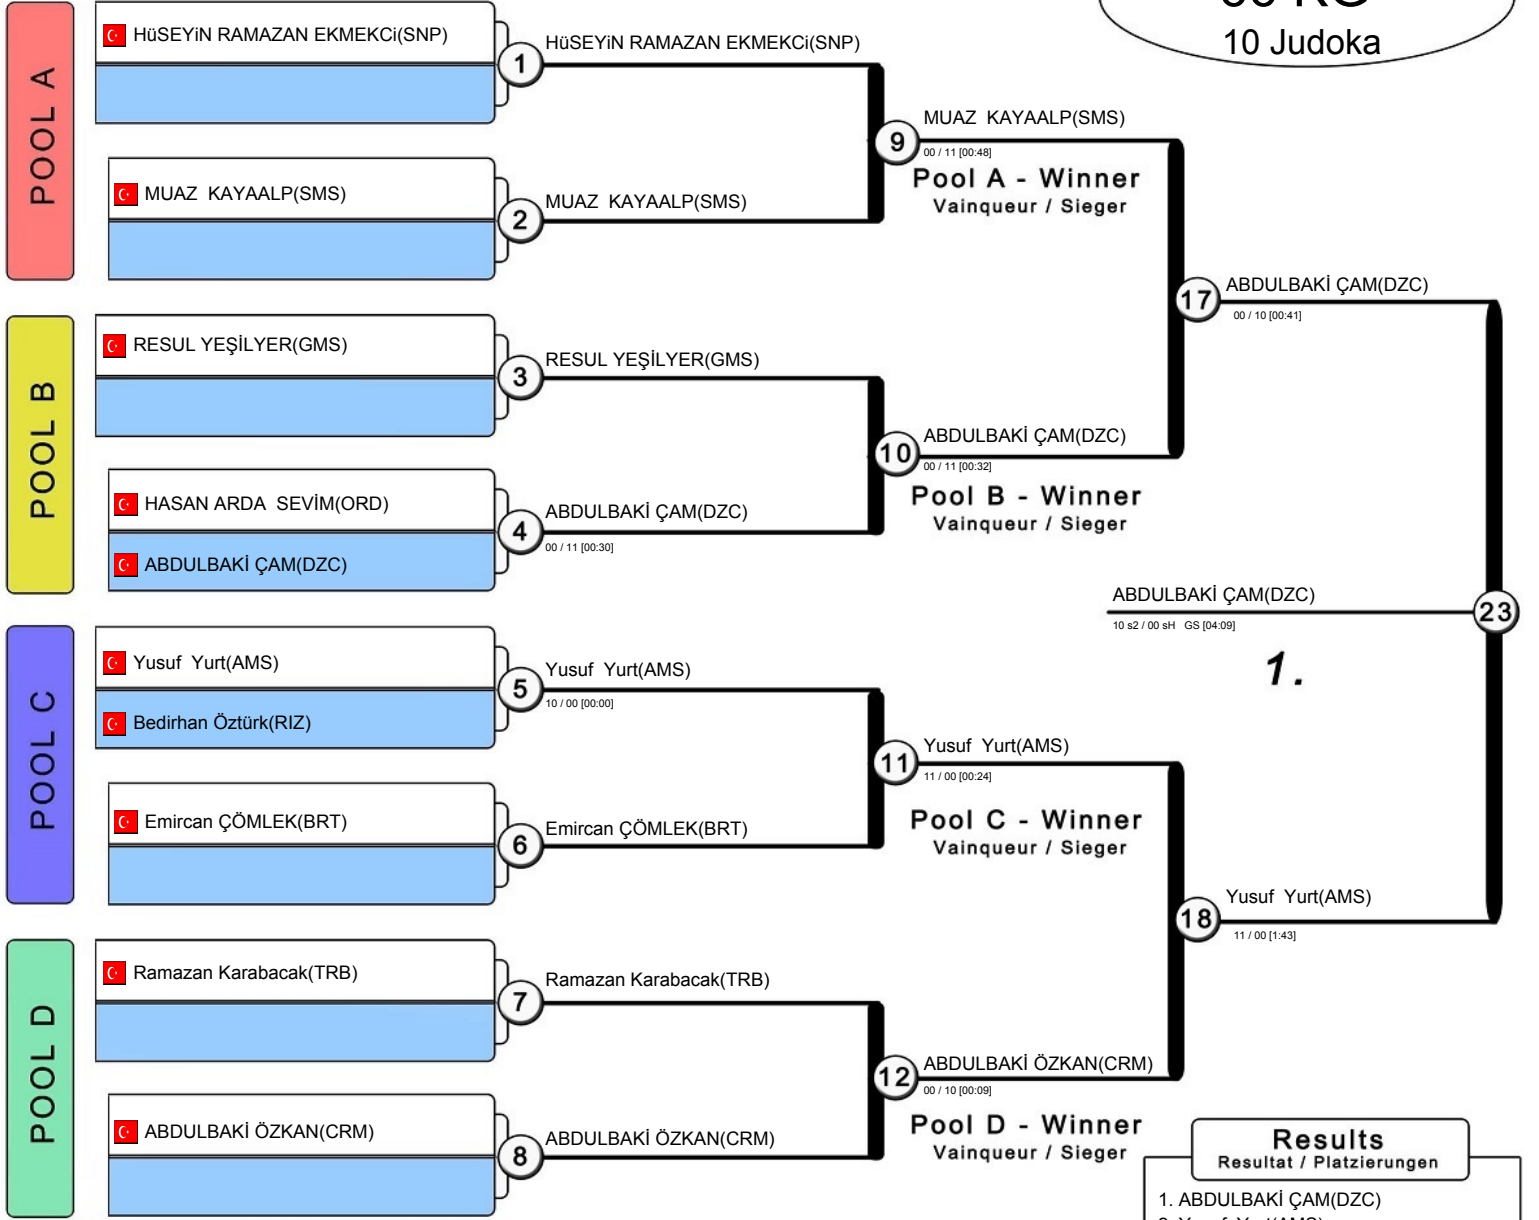 KG
10 Judoka
POOL A
HüSEYiN RAMAZAN EKMEKCi(SNP)
1
HüSEYiN RAMAZAN EKMEKCi(SNP)
MUAZ KAYAALP(SMS)
2
MUAZ KAYAALP(SMS)
9
MUAZ KAYAALP(SMS)
00 / 11 [00:48]
Pool A - Winner
Vainqueur / Sieger
POOL B
RESUL YEŞİLYER(GMS)
3
RESUL YEŞİLYER(GMS)
HASAN ARDA SEVİM(ORD)
ABDULBAKİ ÇAM(DZC)
4
ABDULBAKİ ÇAM(DZC)
00 / 11 [00:30]
10
ABDULBAKİ ÇAM(DZC)
00 / 11 [00:32]
Pool B - Winner
Vainqueur / Sieger
17
ABDULBAKİ ÇAM(DZC)
00 / 10 [00:41]
ABDULBAKİ ÇAM(DZC)
23
10 s2 / 00 sH GS [04:09]
1.
POOL C
Yusuf Yurt(AMS)
Bedirhan Öztürk(RIZ)
5
Yusuf Yurt(AMS)
10 / 00 [00:00]
Emircan ÇÖMLEK(BRT)
6
Emircan ÇÖMLEK(BRT)
11
Yusuf Yurt(AMS)
11 / 00 [00:24]
Pool C - Winner
Vainqueur / Sieger
18
Yusuf Yurt(AMS)
11 / 00 [1:43]
POOL D
Ramazan Karabacak(TRB)
7
Ramazan Karabacak(TRB)
ABDULBAKİ ÖZKAN(CRM)
8
ABDULBAKİ ÖZKAN(CRM)
12
ABDULBAKİ ÖZKAN(CRM)
00 / 10 [00:09]
Pool D - Winner
Vainqueur / Sieger
Results
Resultat / Platzierungen
1. ABDULBAKİ ÇAM(DZC)